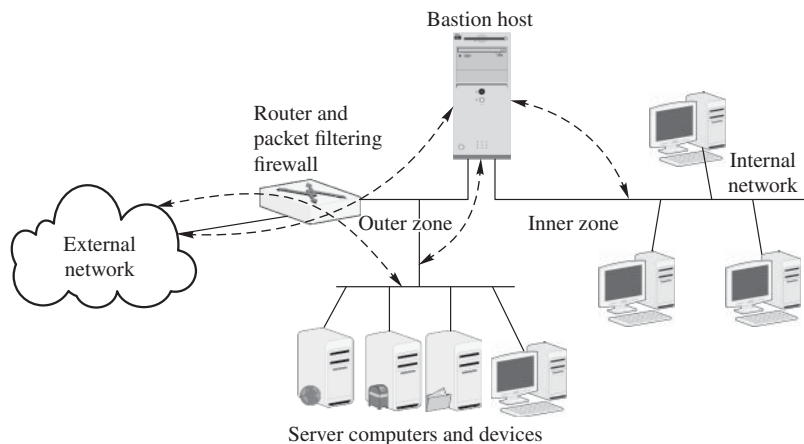 Bastion host
Router and
packet filtering
firewall
Internal
network
Outer zone
Inner zone
External
network
Server computers and devices